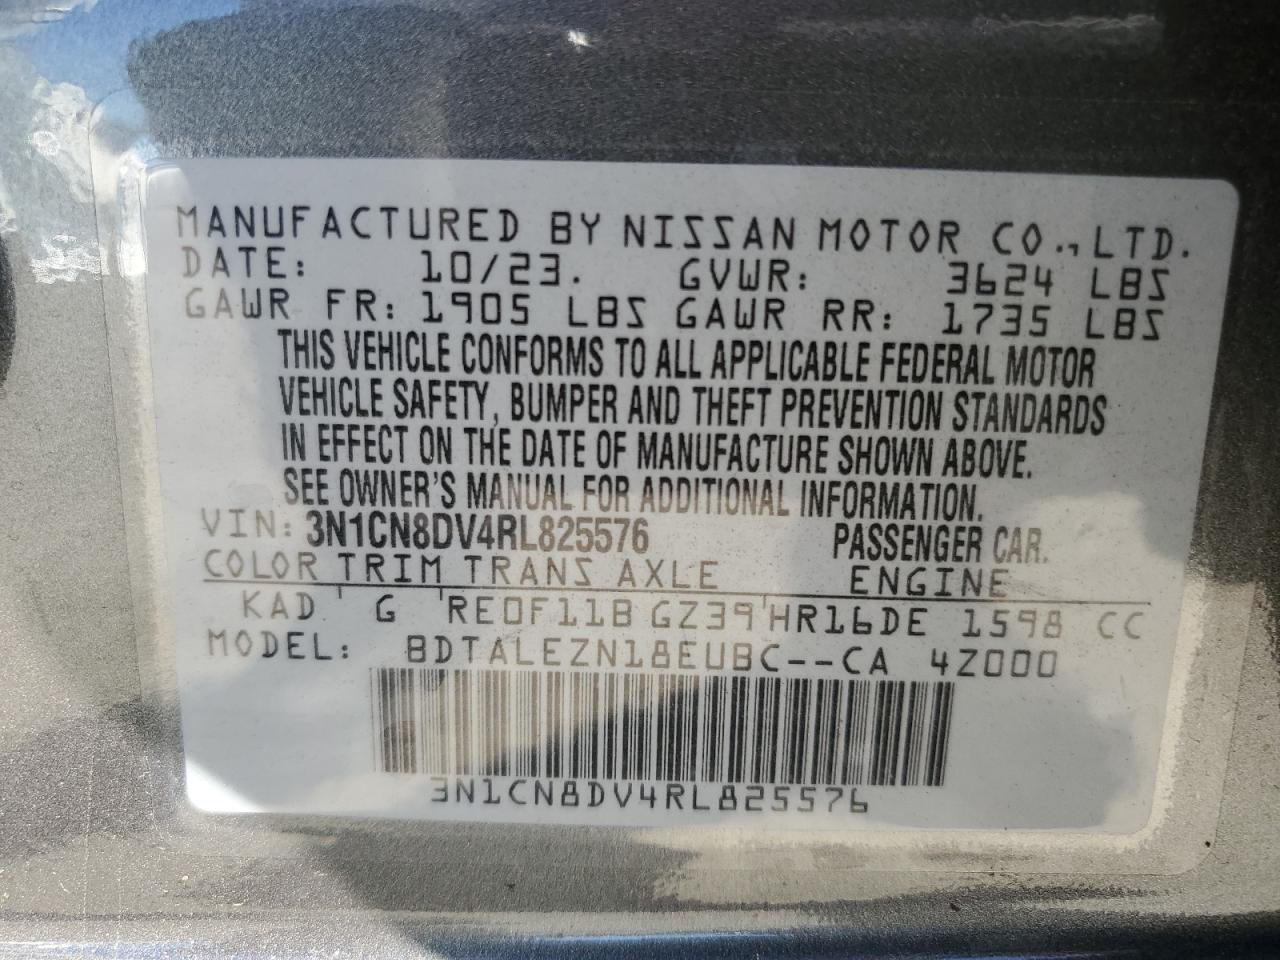 MANUFACTURED BY NISSAN MOTOR CO., LTD.
DATE: 10/23. GVWR: 3624 LBS
GAWR FR: 1905 LBS GAWR RR: 1735 LBS
THIS VEHICLE CONFORMS TO ALL APPLICABLE FEDERAL MOTOR
VEHICLE SAFETY, BUMPER AND THEFT PREVENTION STANDARDS
IN EFFECT ON THE DATE OF MANUFACTURE SHOWN ABOVE.
SEE OWNER'S MANUAL FOR ADDITIONAL INFORMATION.
VIN: 3N1CN8DV4RL825576 PASSENGER CAR.
COLOR TRIM TRANS AXLE ENGINE
KAD G RE0F11B GZ39 HR16DE 1598 CC
MODEL: BDTALEZN18EUBC--CA 4Z000
3N1CN8DV4RL825576